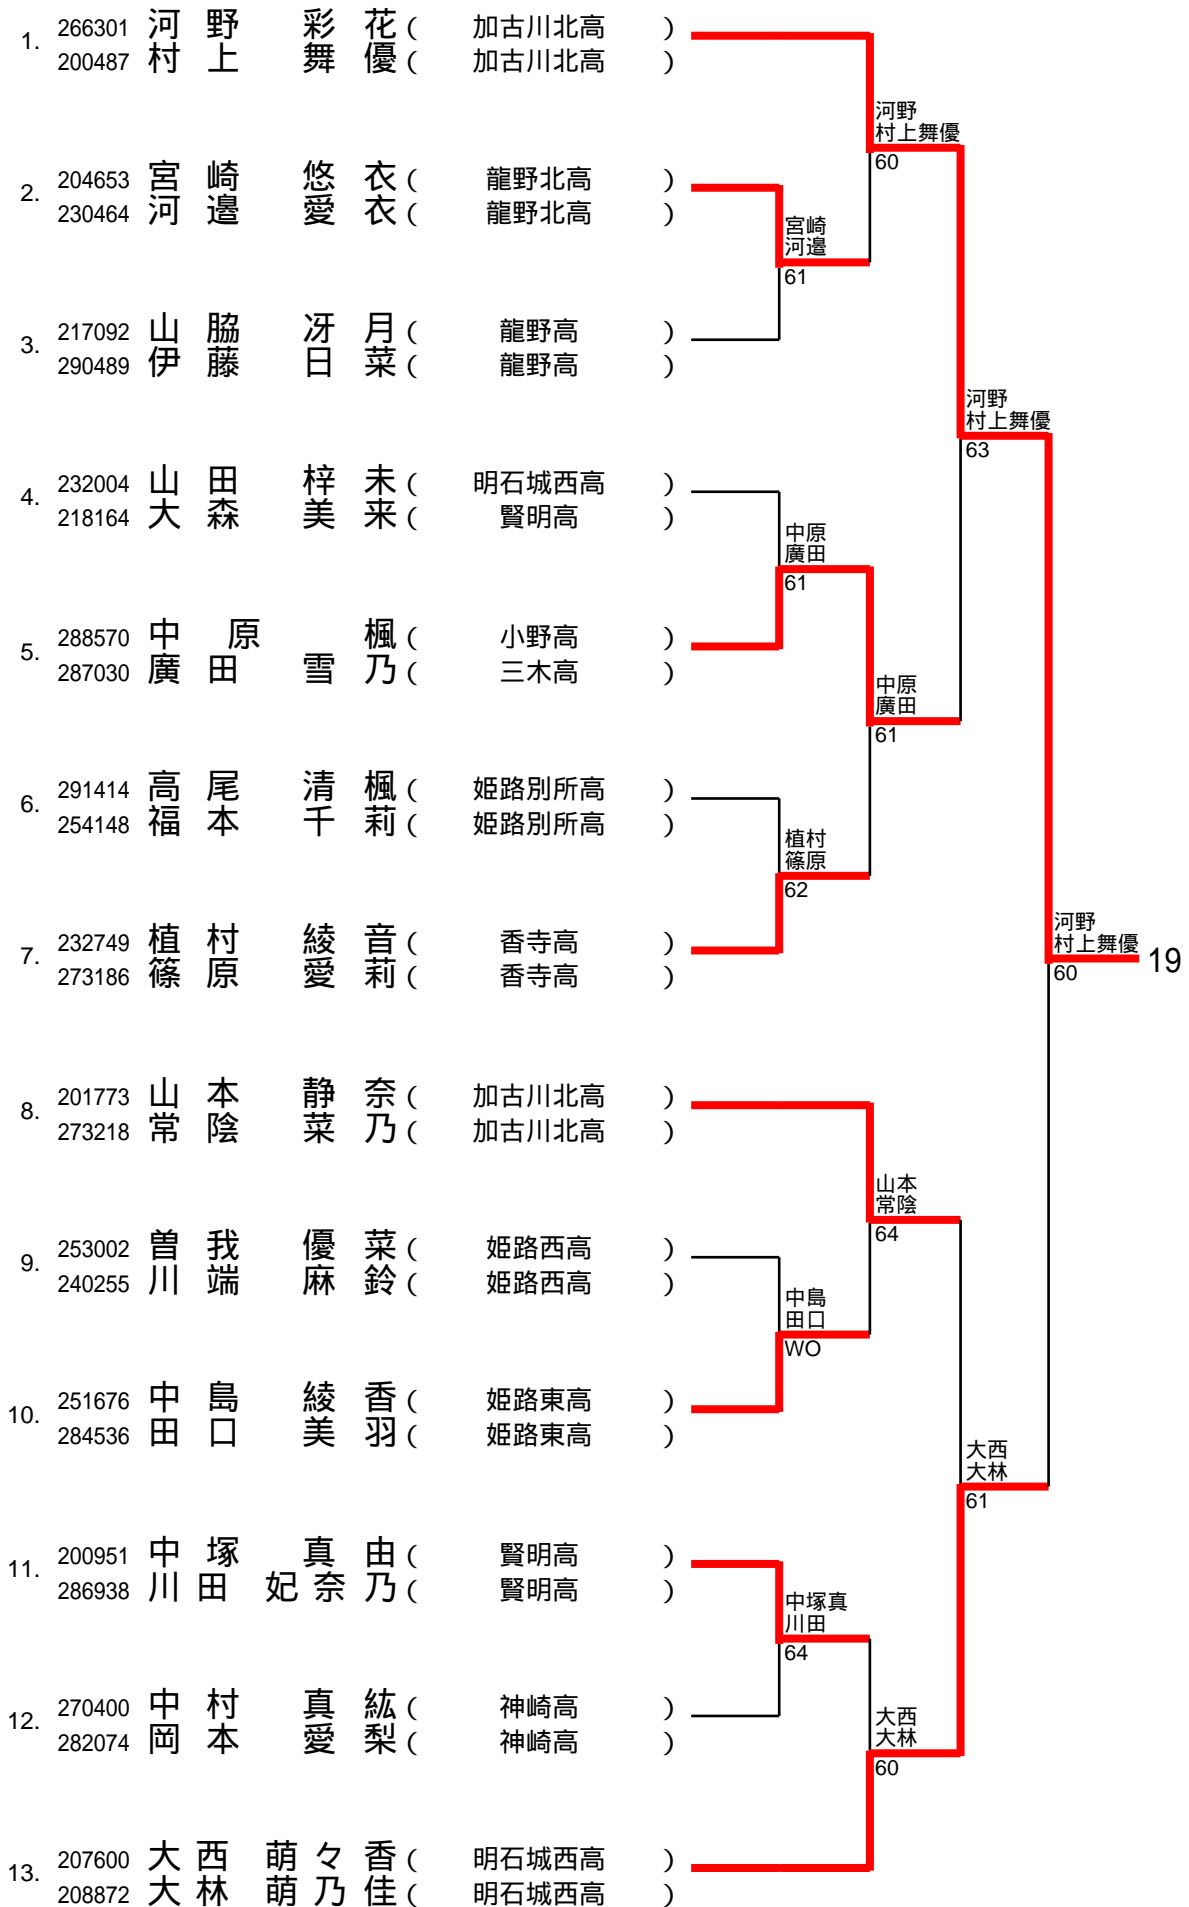 1. 266301 河野 彩花 ( 加古川北高 )
200487 村上 舞優 ( 加古川北高 )
河野
村上舞優
60
2. 204653 宮崎 悠衣 ( 龍野北高 )
230464 河邉 愛衣 ( 龍野北高 )
宮崎
河邉
61
3. 217092 山脇 冴月 ( 龍野高 )
290489 伊藤 日菜 ( 龍野高 )
河野
村上舞優
63
4. 232004 山田 梓未 ( 明石城西高 )
218164 大森 美来 ( 賢明高 )
中原
廣田
61
5. 288570 中原 楓 ( 小野高 )
287030 廣田 雪乃 ( 三木高 )
中原
廣田
61
6. 291414 高尾 清楓 ( 姫路別所高 )
254148 福本 千莉 ( 姫路別所高 )
植村
篠原
62
7. 232749 植村 綾音 ( 香寺高 )
273186 篠原 愛莉 ( 香寺高 )
河野
村上舞優
60
19
8. 201773 山本 静奈 ( 加古川北高 )
273218 常陰 菜乃 ( 加古川北高 )
山本
常陰
64
9. 253002 曽我 優菜 ( 姫路西高 )
240255 川端 麻鈴 ( 姫路西高 )
中島
田口
WO
10. 251676 中島 綾香 ( 姫路東高 )
284536 田口 美羽 ( 姫路東高 )
大西
大林
61
11. 200951 中塚 真由 ( 賢明高 )
286938 川田 妃奈乃 ( 賢明高 )
中塚真
川田
64
12. 270400 中村 真紘 ( 神崎高 )
282074 岡本 愛梨 ( 神崎高 )
大西
大林
60
13. 207600 大西 萌々香 ( 明石城西高 )
208872 大林 萌乃佳 ( 明石城西高 )